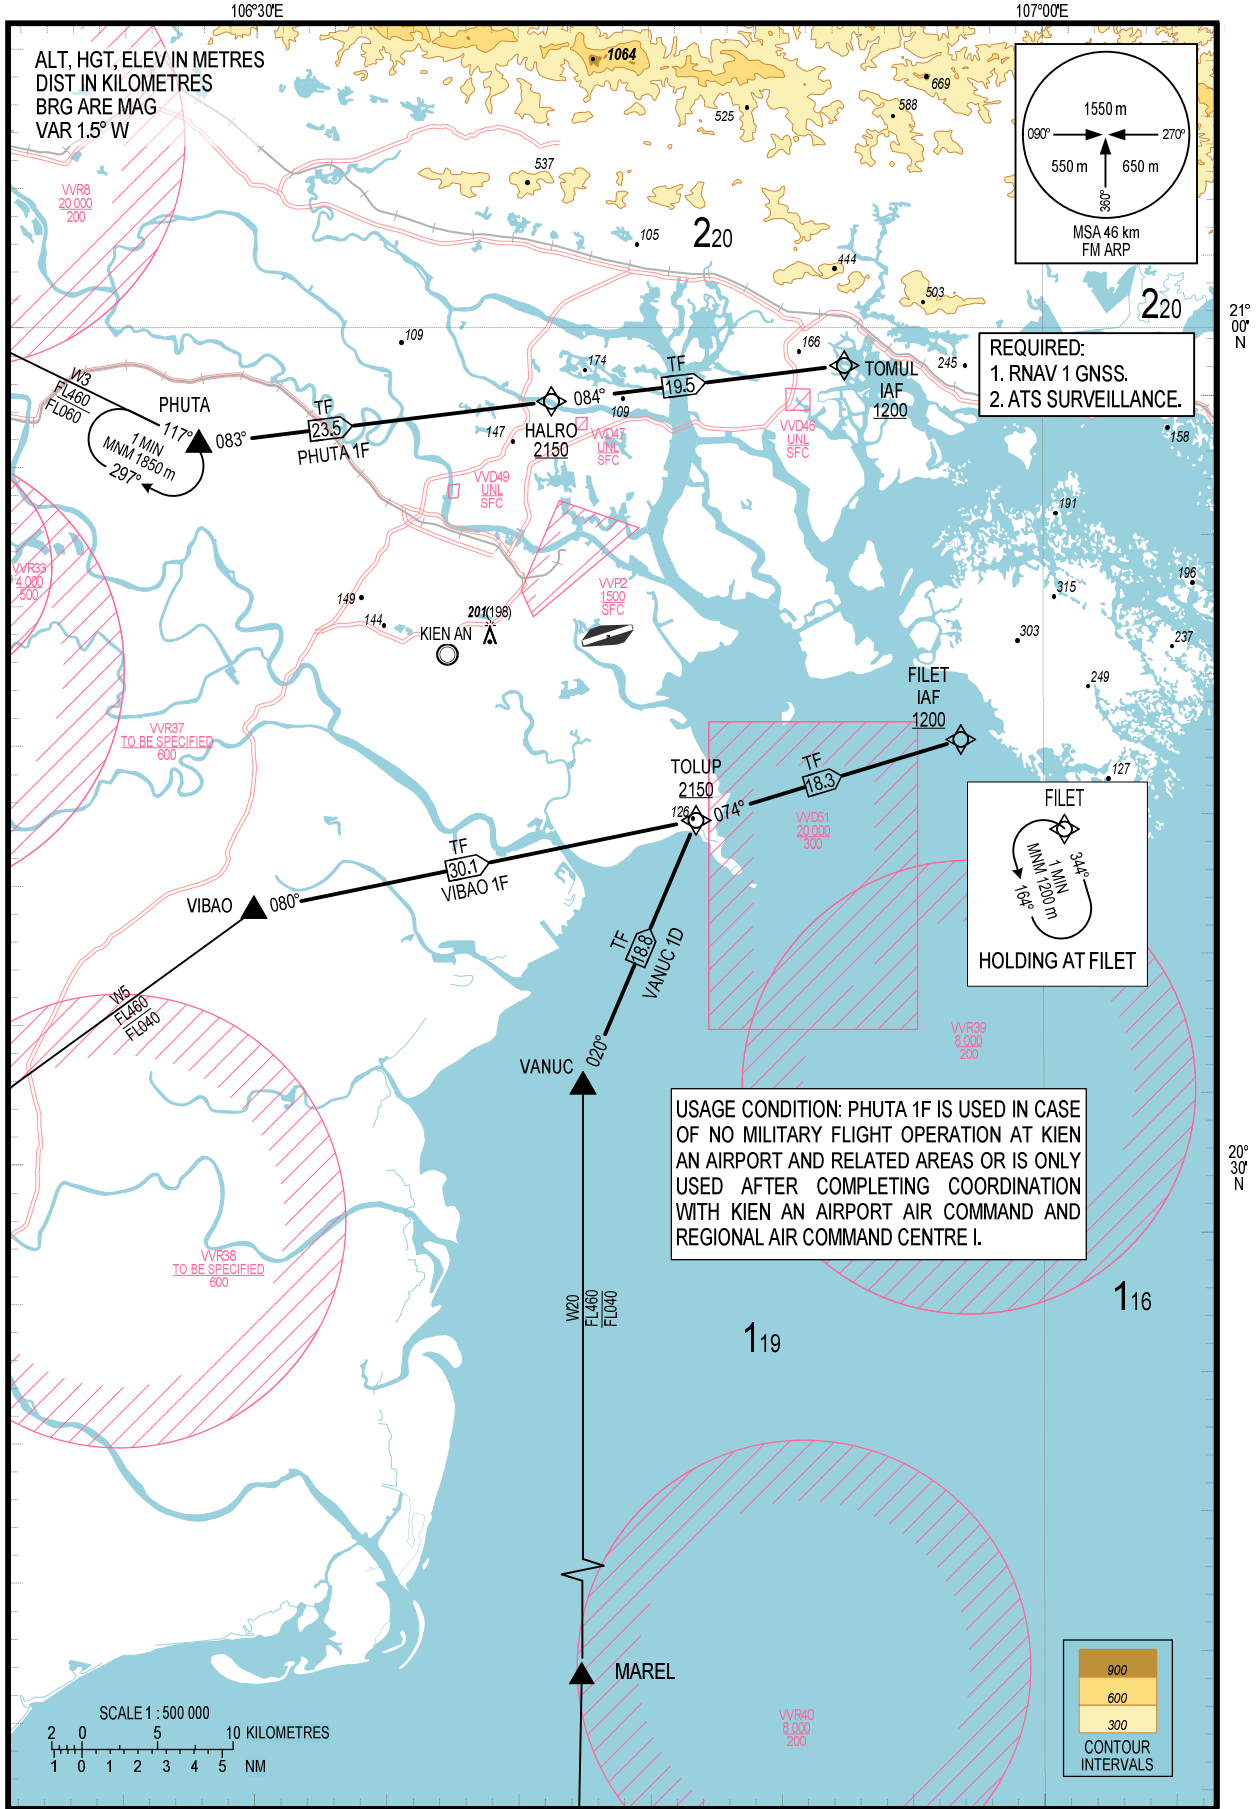 106°30'E
107°00'E
ALT, HGT, ELEV IN METRES
DIST IN KILOMETRES
BRG ARE MAG
VAR 1.5° W
1064
669
588
525
537
105
444
503
109
174
166
245
109
147
158
191
315
196
303
237
249
127
149
144
126
1550 m
090°
270°
550 m
650 m
360°
MSA 46 km
FM ARP
220
220
21°
00'
N
REQUIRED:
1. RNAV 1 GNSS.
2. ATS SURVEILLANCE.
VVR8
20 000
200
W3
FL460
FL060
PHUTA
117°
1 MIN
MNM 1850 m
297°
083°
TF
23.5
PHUTA 1F
HALRO
2150
084°
TF
19.5
TOMUL
IAF
1200
VVD47
UNL
SFC
VVD46
UNL
SFC
VVD49
UNL
SFC
VVR33
4 000
500
VVP2
1500
SFC
201(198)
KIEN AN
FILET
IAF
1200
VVR37
TO BE SPECIFIED
600
TOLUP
2150
074°
TF
18.3
VVD51
20 000
300
FILET
344°
1 MIN
MNM 1200 m
164°
HOLDING AT FILET
TF
30.1
VIBAO 1F
VIBAO
080°
TF
18.8
VANUC 1D
020°
VANUC
W5
FL460
FL040
VVR39
8 000
200
USAGE CONDITION: PHUTA 1F IS USED IN CASE
OF NO MILITARY FLIGHT OPERATION AT KIEN
AN AIRPORT AND RELATED AREAS OR IS ONLY
USED AFTER COMPLETING COORDINATION
WITH KIEN AN AIRPORT AIR COMMAND AND
REGIONAL AIR COMMAND CENTRE I.
20°
30'
N
VVR38
TO BE SPECIFIED
600
W20
FL460
FL040
116
119
MAREL
VVR40
8 000
200
SCALE 1 : 500 000
2 0 5 10 KILOMETRES
1 0 1 2 3 4 5 NM
900
600
300
CONTOUR
INTERVALS